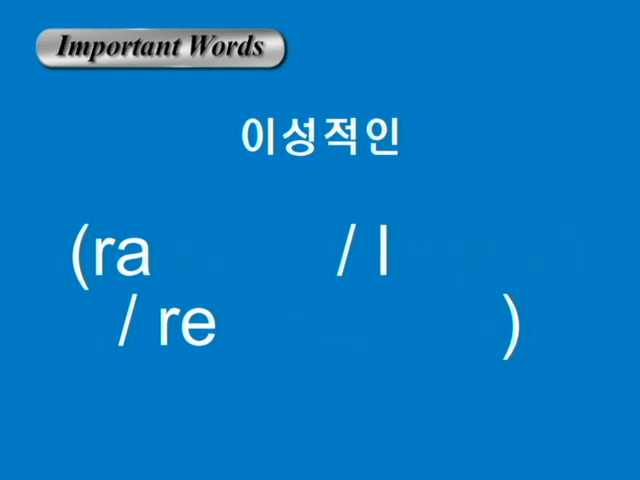 Important Words
이성적인
(ra / l
/ re )